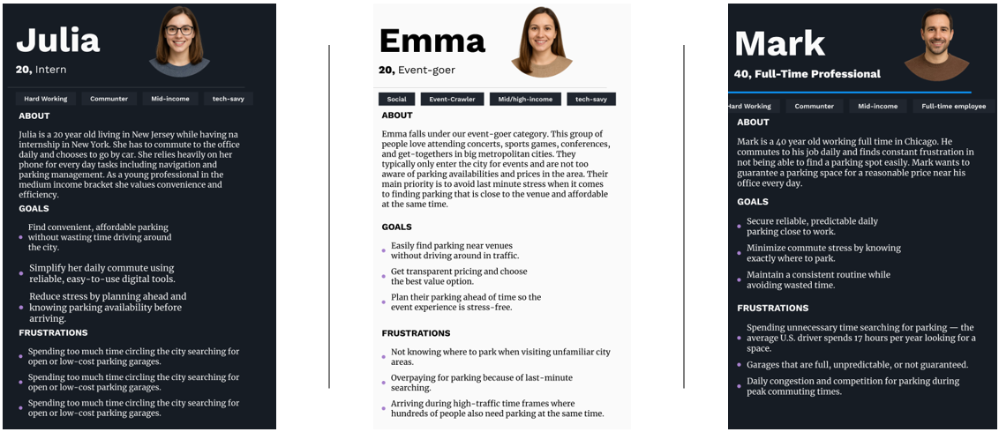 Julia
20, Intern
Hard Working
Communter
Mid-income
tech-savy
ABOUT
Julia is a 20 year old living in New Jersey while having na
internship in New York. She has to commute to the office
daily and chooses to go by car. She relies heavily on her
phone for every day tasks including navigation and
parking management. As a young professional in the
medium income bracket she values convenience and
efficiency.
GOALS
Find convenient, affordable parking
without wasting time driving around
the city.
Simplify her daily commute using
reliable, easy-to-use digital tools.
Reduce stress by planning ahead and
knowing parking availability before
arriving.
FRUSTRATIONS
Spending too much time circling the city searching for
open or low-cost parking garages.
Spending too much time circling the city searching for
open or low-cost parking garages.
Spending too much time circling the city searching for
open or low-cost parking garages.
Emma
20, Event-goer
Social
Event-Crawler
Mid/high-income
tech-savy
ABOUT
Emma falls under our event-goer category. This group of
people love attending concerts, sports games, conferences,
and get-togethers in big metropolitan cities. They
typically only enter the city for events and are not too
aware of parking availabilities and prices in the area. Their
main priority is to avoid last minute stress when it comes
to finding parking that is close to the venue and affordable
at the same time.
GOALS
Easily find parking near venues
without driving around in traffic.
Get transparent pricing and choose
the best value option.
Plan their parking ahead of time so the
event experience is stress-free.
FRUSTRATIONS
Not knowing where to park when visiting unfamiliar city
areas.
Overpaying for parking because of last-minute
searching.
Arriving during high-traffic time frames where
hundreds of people also need parking at the same time.
Mark
40, Full-Time Professional
Hard Working
Communter
Mid-income
Full-time employee
ABOUT
Mark is a 40 year old working full time in Chicago. He
commutes to his job daily and finds constant frustration in
not being able to find a parking spot easily. Mark wants to
guarantee a parking space for a reasonable price near his
office every day.
GOALS
Secure reliable, predictable daily
parking close to work.
Minimize commute stress by knowing
exactly where to park.
Maintain a consistent routine while
avoiding wasted time.
FRUSTRATIONS
Spending unnecessary time searching for parking — the
average U.S. driver spends 17 hours per year looking for a
space.
Garages that are full, unpredictable, or not guaranteed.
Daily congestion and competition for parking during
peak commuting times.